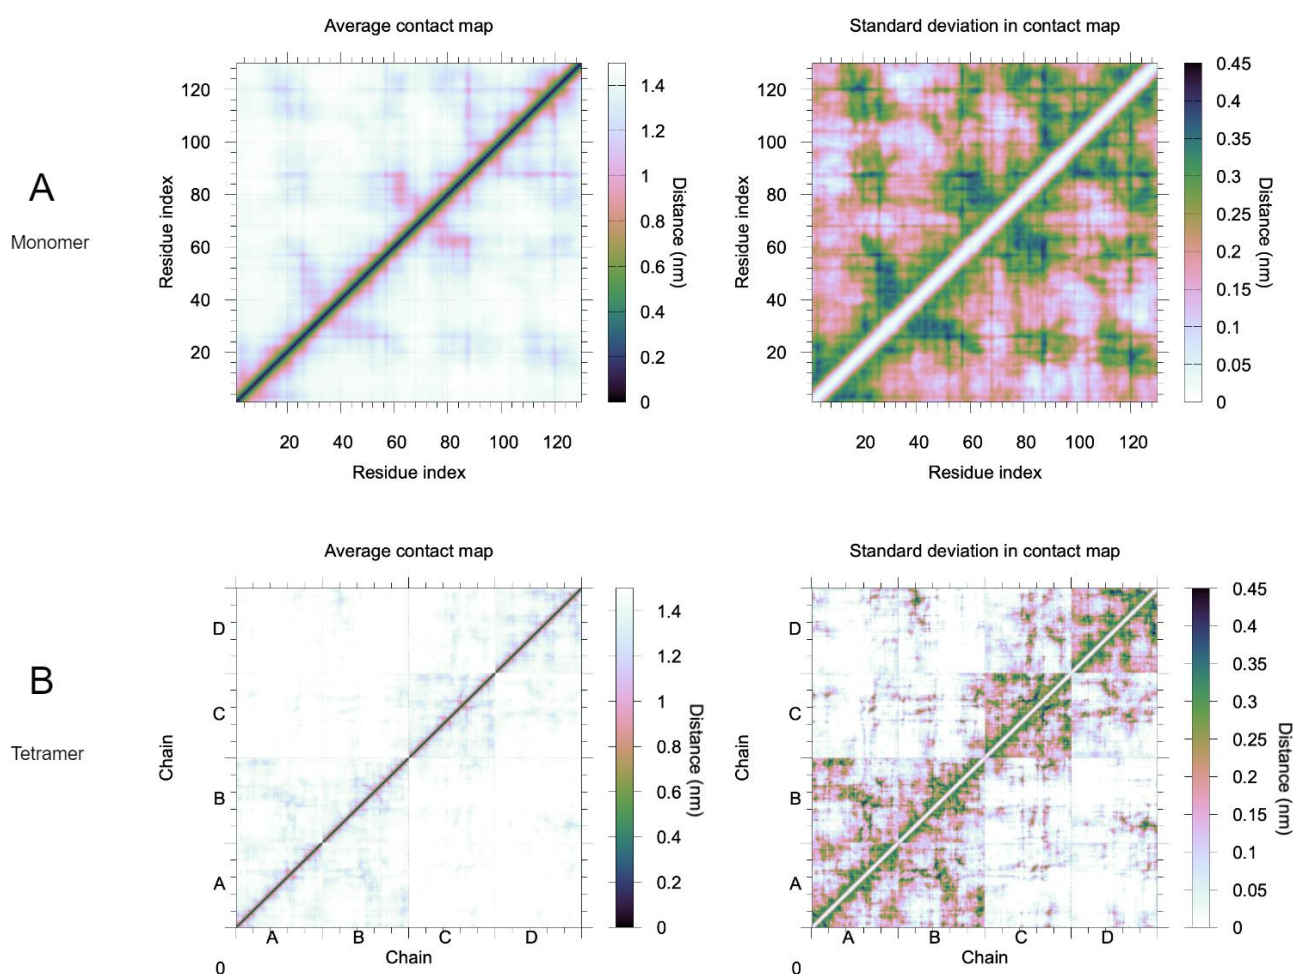 Average contact map
Standard deviation in contact map
A
Monomer
120
100
80
60
40
20
20 40 60 80 100 120
Residue index
Residue index
1.4
1.2
1
0.8
0.6
0.4
0.2
0
Distance (nm)
120
100
80
60
40
20
20 40 60 80 100 120
Residue index
Residue index
0.45
0.4
0.35
0.3
0.25
0.2
0.15
0.1
0.05
0
Distance (nm)
Average contact map
Standard deviation in contact map
B
Tetramer
D
C
B
A
A B C D
0
Chain
Chain
1.4
1.2
1
0.8
0.6
0.4
0.2
0
Distance (nm)
D
C
B
A
A B C D
0
Chain
Chain
0.45
0.4
0.35
0.3
0.25
0.2
0.15
0.1
0.05
0
Distance (nm)